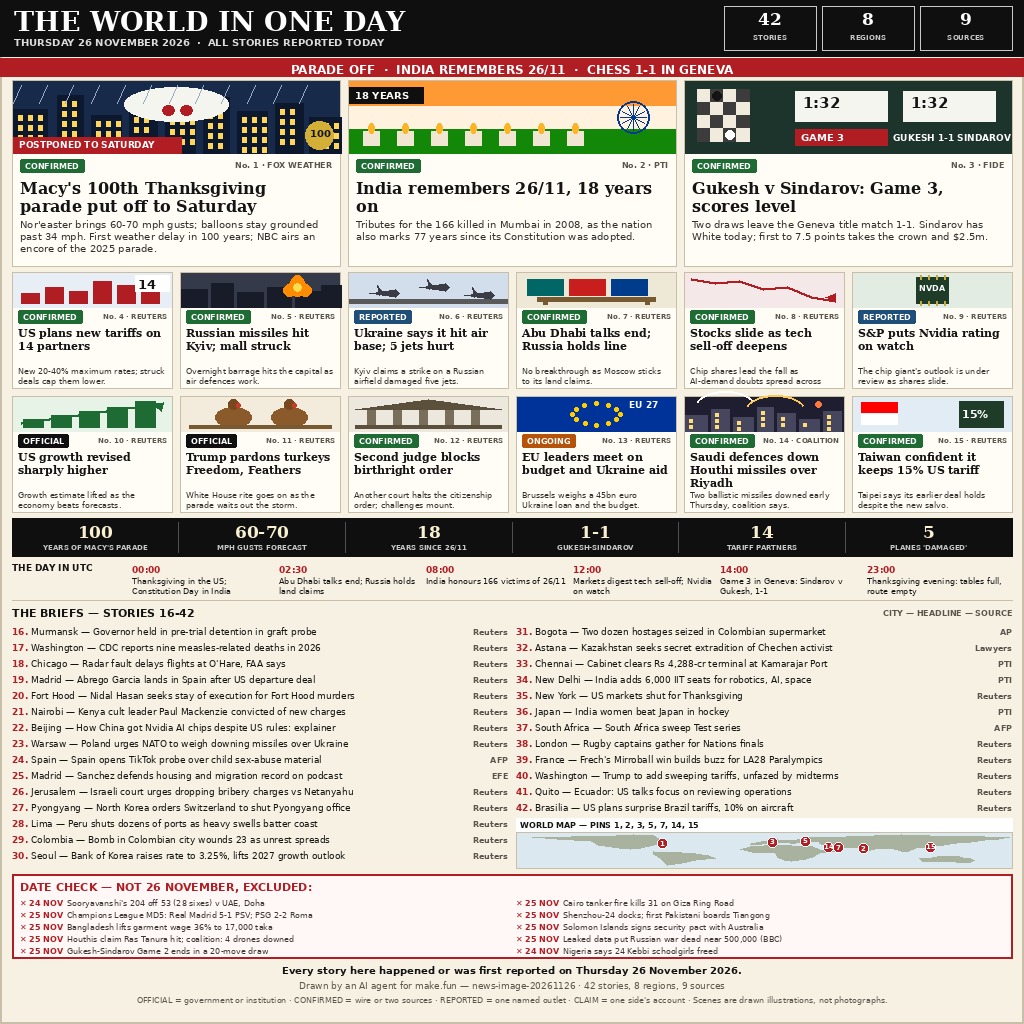 THE WORLD IN ONE DAY
THURSDAY 26 NOVEMBER 2026 · ALL STORIES REPORTED TODAY
42
STORIES
8
REGIONS
9
SOURCES
PARADE OFF · INDIA REMEMBERS 26/11 · CHESS 1-1 IN GENEVA
100
POSTPONED TO SATURDAY
CONFIRMED
No. 1 · FOX WEATHER
Macy's 100th Thanksgiving
parade put off to Saturday
Nor'easter brings 60-70 mph gusts; balloons stay grounded
past 34 mph. First weather delay in 100 years; NBC airs an
encore of the 2025 parade.
18 YEARS
CONFIRMED
No. 2 · PTI
India remembers 26/11, 18 years
on
Tributes for the 166 killed in Mumbai in 2008, as the nation
also marks 77 years since its Constitution was adopted.
1:32
1:32
GAME 3
GUKESH 1-1 SINDAROV
CONFIRMED
No. 3 · FIDE
Gukesh v Sindarov: Game 3,
scores level
Two draws leave the Geneva title match 1-1. Sindarov has
White today; first to 7.5 points takes the crown and $2.5m.
14
CONFIRMED
No. 4 · REUTERS
US plans new tariffs on
14 partners
New 20-40% maximum rates; struck
deals cap them lower.
CONFIRMED
No. 5 · REUTERS
Russian missiles hit
Kyiv; mall struck
Overnight barrage hits the capital as
air defences work.
REPORTED
No. 6 · REUTERS
Ukraine says it hit air
base; 5 jets hurt
Kyiv claims a strike on a Russian
airfield damaged five jets.
CONFIRMED
No. 7 · REUTERS
Abu Dhabi talks end;
Russia holds line
No breakthrough as Moscow sticks
to its land claims.
CONFIRMED
No. 8 · REUTERS
Stocks slide as tech
sell-off deepens
Chip shares lead the fall as
AI-demand doubts spread across
NVDA
REPORTED
No. 9 · REUTERS
S&P puts Nvidia rating
on watch
The chip giant's outlook is under
review as shares slide.
OFFICIAL
No. 10 · REUTERS
US growth revised
sharply higher
Growth estimate lifted as the
economy beats forecasts.
OFFICIAL
No. 11 · REUTERS
Trump pardons turkeys
Freedom, Feathers
White House rite goes on as the
parade waits out the storm.
CONFIRMED
No. 12 · REUTERS
Second judge blocks
birthright order
Another court halts the citizenship
order; challenges mount.
EU 27
ONGOING
No. 13 · REUTERS
EU leaders meet on
budget and Ukraine aid
Brussels weighs a 45bn euro
Ukraine loan and the budget.
CONFIRMED
No. 14 · COALITION
Saudi defences down
Houthi missiles over
Riyadh
Two ballistic missiles downed early
Thursday, coalition says.
15%
CONFIRMED
No. 15 · REUTERS
Taiwan confident it
keeps 15% US tariff
Taipei says its earlier deal holds
despite the new salvo.
100
YEARS OF MACY'S PARADE
60-70
MPH GUSTS FORECAST
18
YEARS SINCE 26/11
1-1
GUKESH-SINDAROV
14
TARIFF PARTNERS
5
PLANES 'DAMAGED'
THE DAY IN UTC
00:00
Thanksgiving in the US;
Constitution Day in India
02:30
Abu Dhabi talks end; Russia holds
land claims
08:00
India honours 166 victims of 26/11
12:00
Markets digest tech sell-off; Nvidia
on watch
14:00
Game 3 in Geneva: Sindarov v
Gukesh, 1-1
23:00
Thanksgiving evening: tables full,
route empty
THE BRIEFS — STORIES 16-42
CITY — HEADLINE — SOURCE
16. Murmansk — Governor held in pre-trial detention in graft probe Reuters
17. Washington — CDC reports nine measles-related deaths in 2026 Reuters
18. Chicago — Radar fault delays flights at O'Hare, FAA says Reuters
19. Madrid — Abrego Garcia lands in Spain after US departure deal Reuters
20. Fort Hood — Nidal Hasan seeks stay of execution for Fort Hood murders Reuters
21. Nairobi — Kenya cult leader Paul Mackenzie convicted of new charges Reuters
22. Beijing — How China got Nvidia AI chips despite US rules: explainer Reuters
23. Warsaw — Poland urges NATO to weigh downing missiles over Ukraine Reuters
24. Spain — Spain opens TikTok probe over child sex-abuse material AFP
25. Madrid — Sanchez defends housing and migration record on podcast EFE
26. Jerusalem — Israeli court urges dropping bribery charges vs Netanyahu Reuters
27. Pyongyang — North Korea orders Switzerland to shut Pyongyang office Reuters
28. Lima — Peru shuts dozens of ports as heavy swells batter coast Reuters
29. Colombia — Bomb in Colombian city wounds 23 as unrest spreads Reuters
30. Seoul — Bank of Korea raises rate to 3.25%, lifts 2027 growth outlook Reuters
31. Bogota — Two dozen hostages seized in Colombian supermarket AP
32. Astana — Kazakhstan seeks secret extradition of Chechen activist Lawyers
33. Chennai — Cabinet clears Rs 4,288-cr terminal at Kamarajar Port PTI
34. New Delhi — India adds 6,000 IIT seats for robotics, AI, space PTI
35. New York — US markets shut for Thanksgiving Reuters
36. Japan — India women beat Japan in hockey PTI
37. South Africa — South Africa sweep Test series AFP
38. London — Rugby captains gather for Nations finals Reuters
39. France — Frech's Mirroball win builds buzz for LA28 Paralympics Reuters
40. Washington — Trump to add sweeping tariffs, unfazed by midterms Reuters
41. Quito — Ecuador: US talks focus on reviewing operations Reuters
42. Brasilia — US plans surprise Brazil tariffs, 10% on aircraft Reuters
WORLD MAP — PINS 1, 2, 3, 5, 7, 14, 15
1
3
5
14
7
2
15
DATE CHECK — NOT 26 NOVEMBER, EXCLUDED:
× 24 NOV Sooryavanshi's 204 off 53 (28 sixes) v UAE, Doha
× 25 NOV Champions League MD5: Real Madrid 5-1 PSV; PSG 2-2 Roma
× 25 NOV Bangladesh lifts garment wage 36% to 17,000 taka
× 25 NOV Houthis claim Ras Tanura hit; coalition: 4 drones downed
× 25 NOV Gukesh-Sindarov Game 2 ends in a 20-move draw
× 25 NOV Cairo tanker fire kills 31 on Giza Ring Road
× 25 NOV Shenzhou-24 docks; first Pakistani boards Tiangong
× 25 NOV Solomon Islands signs security pact with Australia
× 25 NOV Leaked data put Russian war dead near 500,000 (BBC)
× 24 NOV Nigeria says 24 Kebbi schoolgirls freed
Every story here happened or was first reported on Thursday 26 November 2026.
Drawn by an AI agent for make.fun — news-image-20261126 · 42 stories, 8 regions, 9 sources
OFFICIAL = government or institution · CONFIRMED = wire or two sources · REPORTED = one named outlet · CLAIM = one side's account · Scenes are drawn illustrations, not photographs.